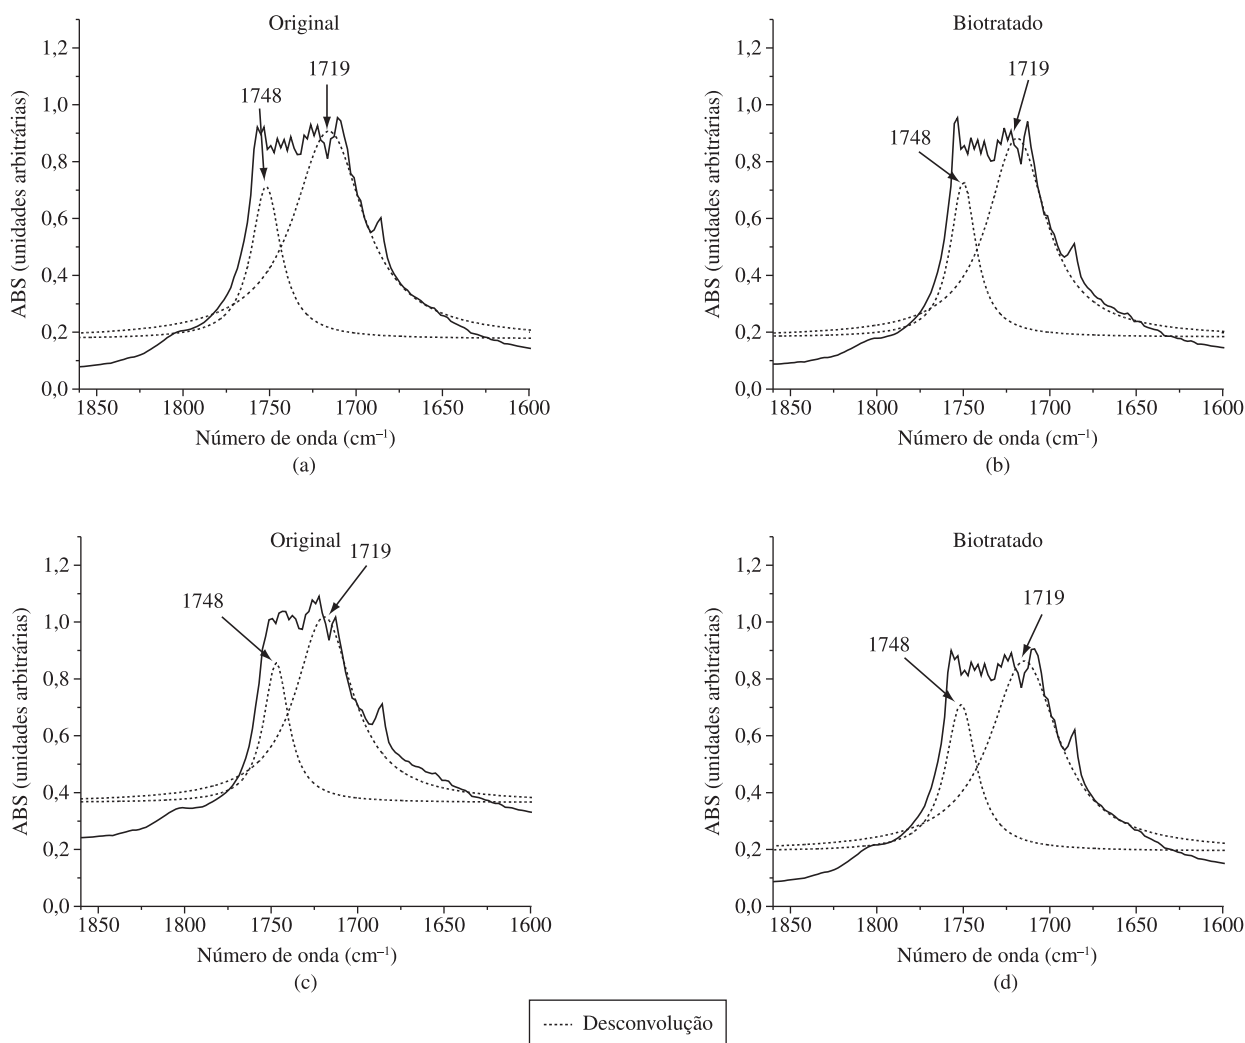 Original
1748
1719
ABS (unidades arbitrárias)
1,2
1,0
0,8
0,6
0,4
0,2
0,0
1850 1800 1750 1700 1650 1600
Número de onda (cm⁻¹)
(a)
Biotratado
1719
1748
ABS (unidades arbitrárias)
1,2
1,0
0,8
0,6
0,4
0,2
0,0
1850 1800 1750 1700 1650 1600
Número de onda (cm⁻¹)
(b)
Original
1719
1748
ABS (unidades arbitrárias)
1,2
1,0
0,8
0,6
0,4
0,2
0,0
1850 1800 1750 1700 1650 1600
Número de onda (cm⁻¹)
(c)
Biotratado
1719
1748
ABS (unidades arbitrárias)
1,2
1,0
0,8
0,6
0,4
0,2
0,0
1850 1800 1750 1700 1650 1600
Número de onda (cm⁻¹)
(d)
Desconvolução